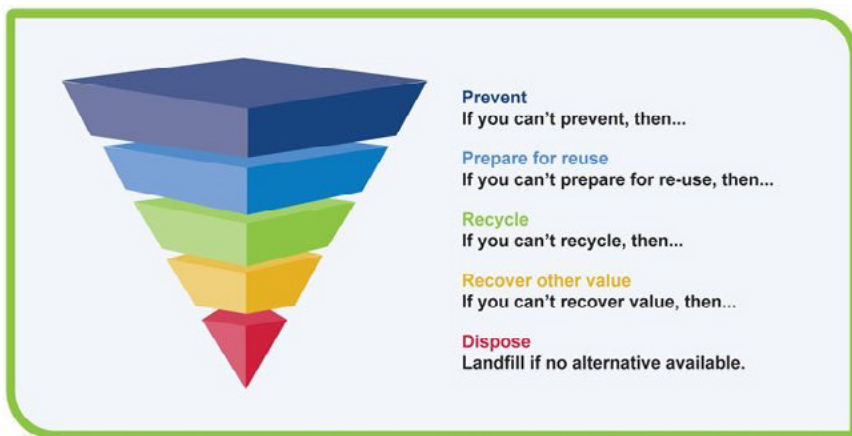 Prevent
If you can't prevent, then...
Prepare for reuse
If you can't prepare for re-use, then...
Recycle
If you can't recycle, then...
Recover other value
If you can't recover value, then...
Dispose
Landfill if no alternative available.